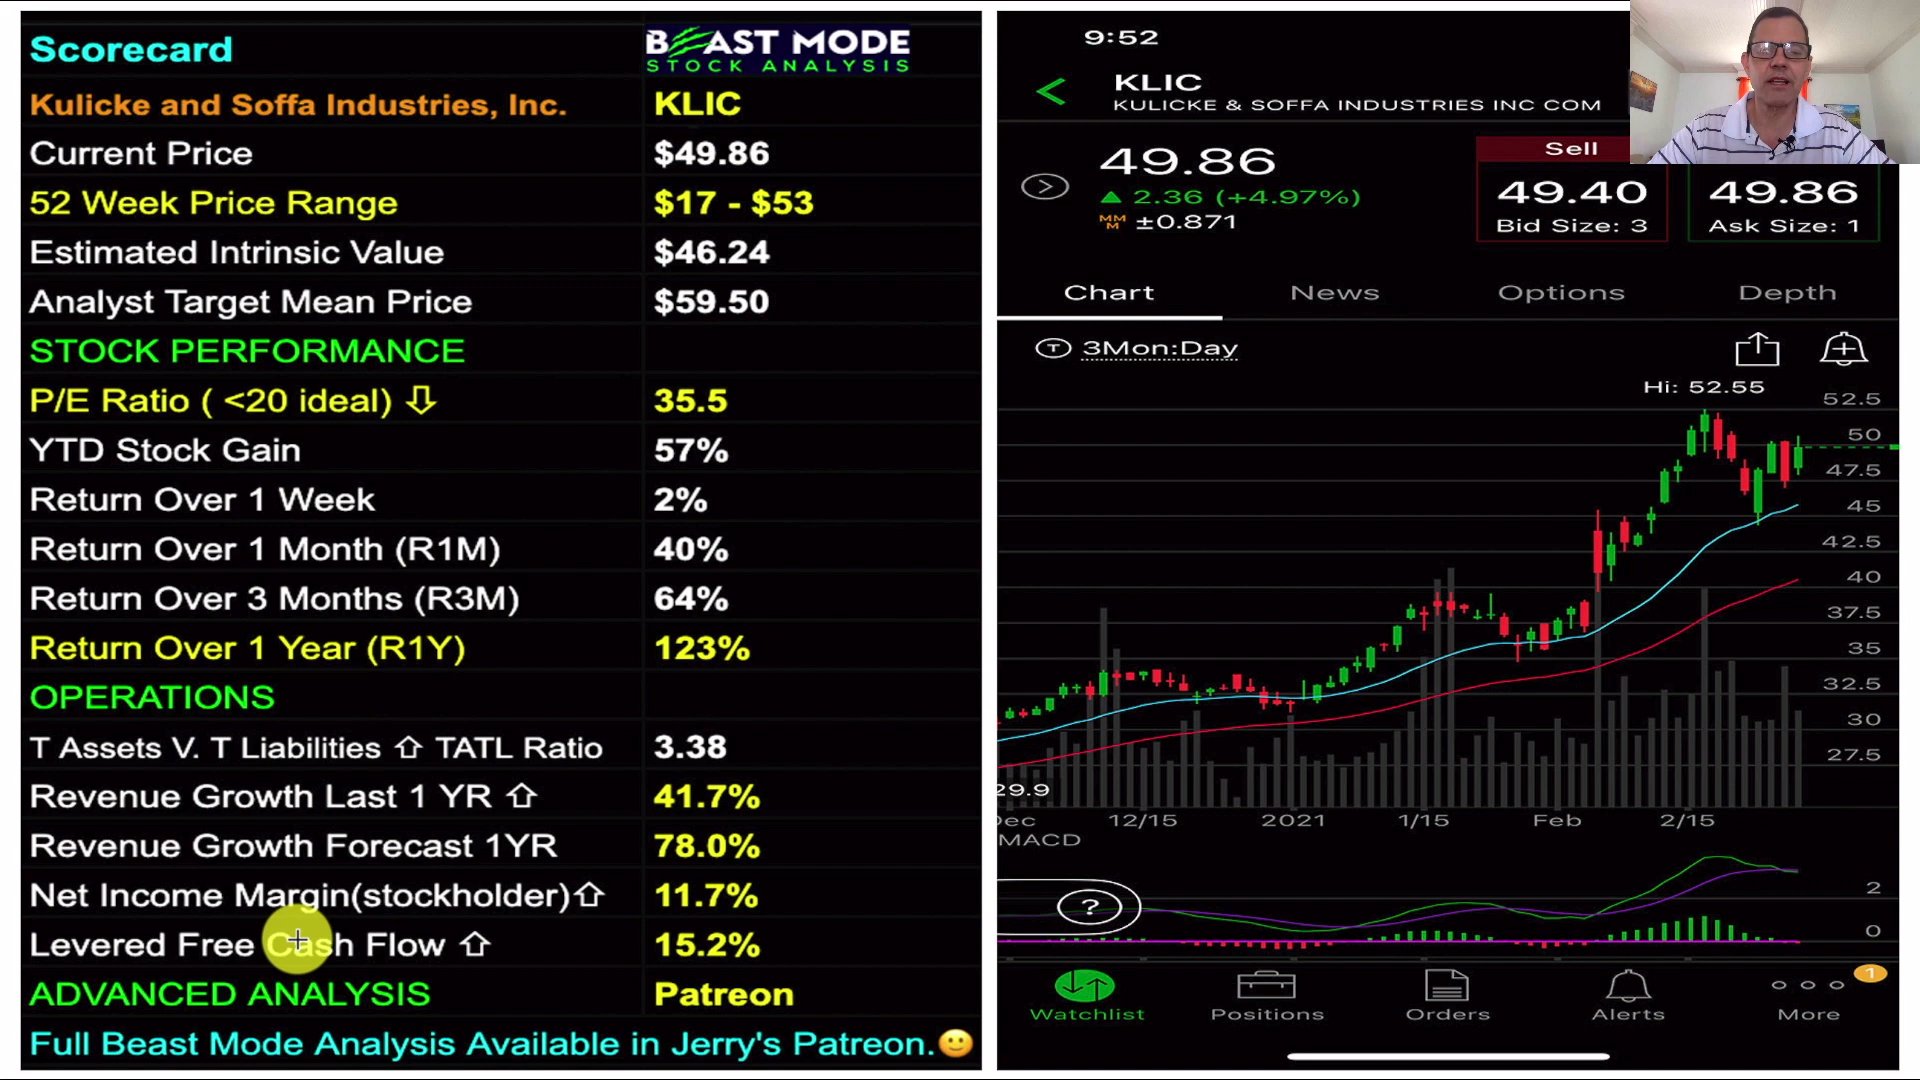 Scorecard
BEAST MODE
STOCK ANALYSIS
Kulicke and Soffa Industries, Inc. KLIC
Current Price $49.86
52 Week Price Range $17 - $53
Estimated Intrinsic Value $46.24
Analyst Target Mean Price $59.50
STOCK PERFORMANCE
P/E Ratio ( <20 ideal) ⇩ 35.5
YTD Stock Gain 57%
Return Over 1 Week 2%
Return Over 1 Month (R1M) 40%
Return Over 3 Months (R3M) 64%
Return Over 1 Year (R1Y) 123%
OPERATIONS
T Assets V. T Liabilities ⇧ TATL Ratio 3.38
Revenue Growth Last 1 YR ⇧ 41.7%
Revenue Growth Forecast 1YR 78.0%
Net Income Margin(stockholder)⇧ 11.7%
Levered Free Cash Flow ⇧ 15.2%
ADVANCED ANALYSIS Patreon
Full Beast Mode Analysis Available in Jerry's Patreon.🙂
9:52
KLIC
KULICKE & SOFFA INDUSTRIES INC COM
49.86
▲ 2.36 (+4.97%)
MM
M ±0.871
Sell
49.40
Bid Size: 3
49.86
Ask Size: 1
Chart News Options Depth
T 3Mon:Day
Hi: 52.55
52.5
50
47.5
45
42.5
40
37.5
35
32.5
30
27.5
29.9
Dec 12/15 2021 1/15 Feb 2/15
MACD
2
?
0
1
Watchlist Positions Orders Alerts More